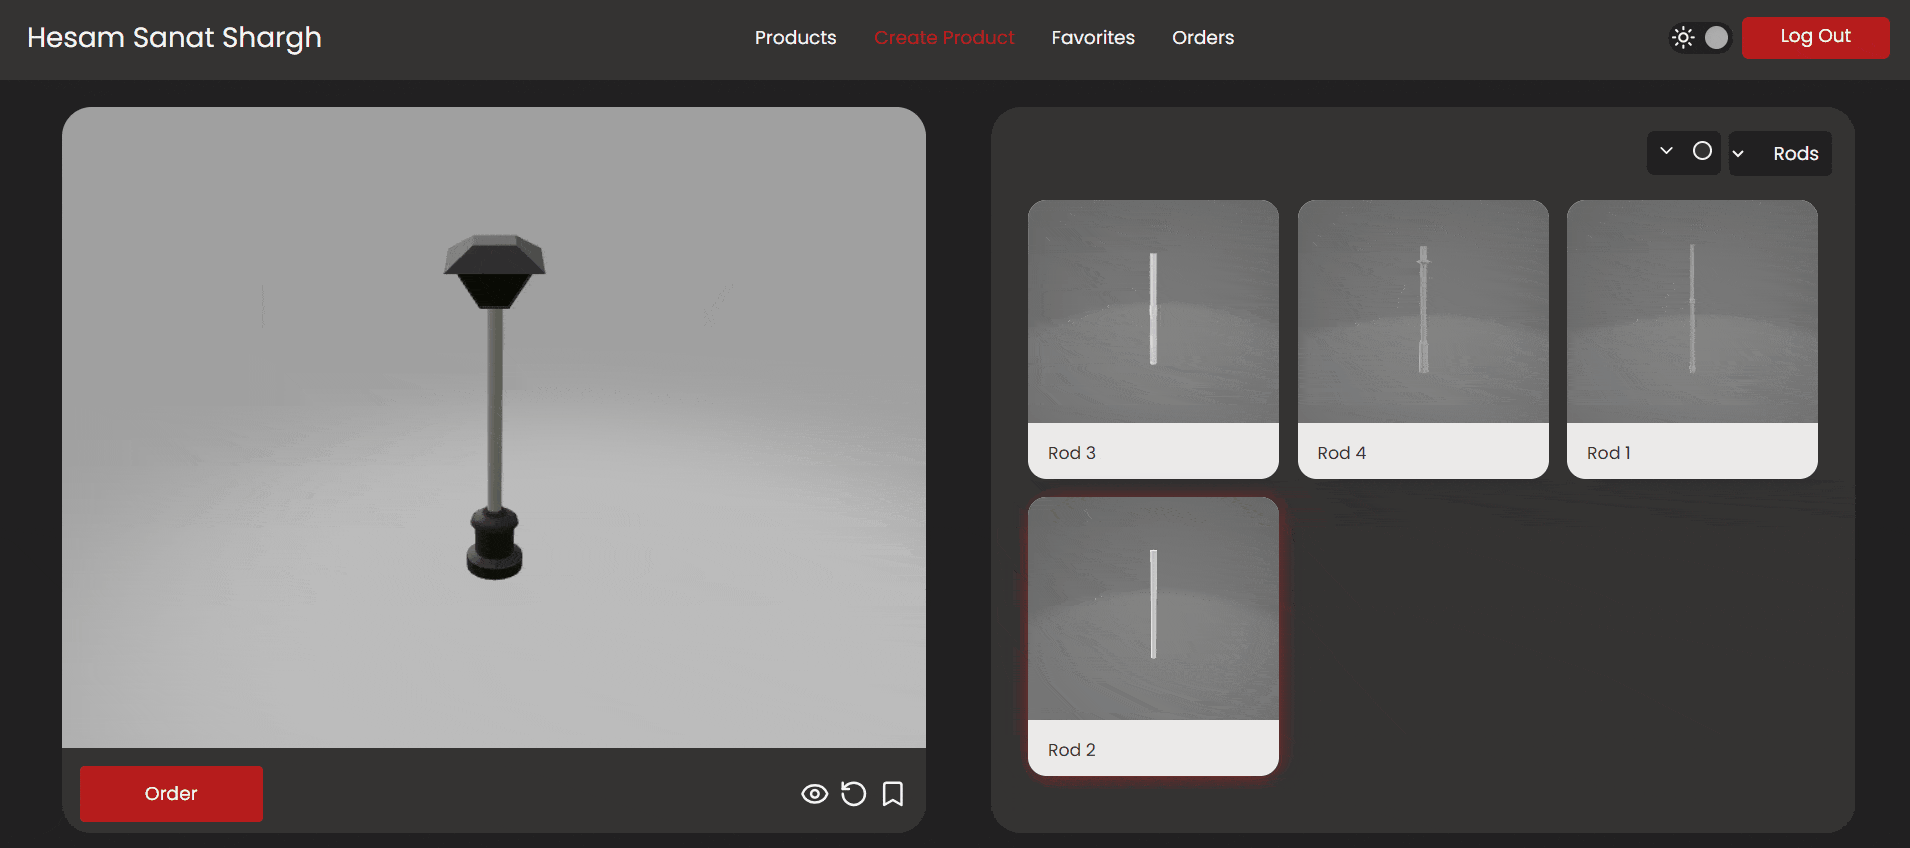 Hesam Sanat Shargh
Products
Create Product
Favorites
Orders
Log Out
Rods
Rod 3
Rod 4
Rod 1
Rod 2
Order